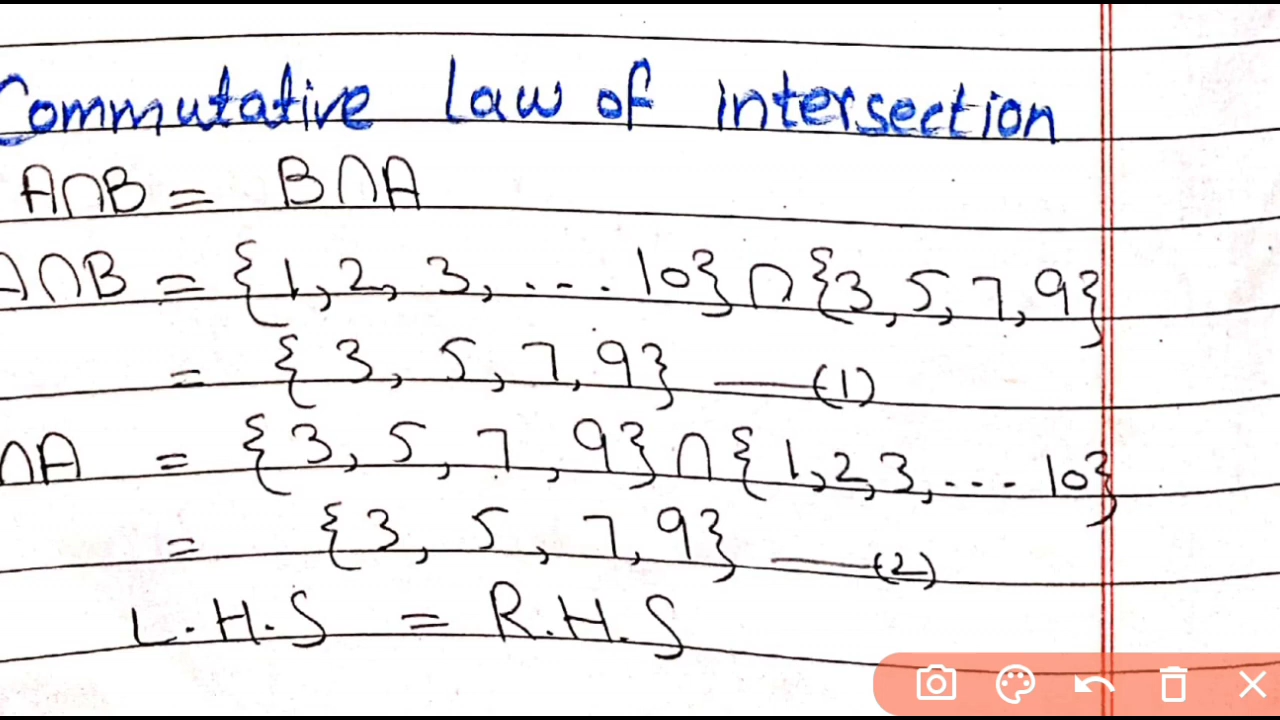 Commutative law of intersection
A∩B = B∩A
A∩B = {1,2, 3, ... 10} ∩ {3, 5, 7, 9}
= {3, 5, 7, 9} —(1)
∩A = {3, 5, 7, 9} ∩ {1,2,3, ... 10}
= {3, 5, 7, 9} —(2)
L.H.S = R.H.S